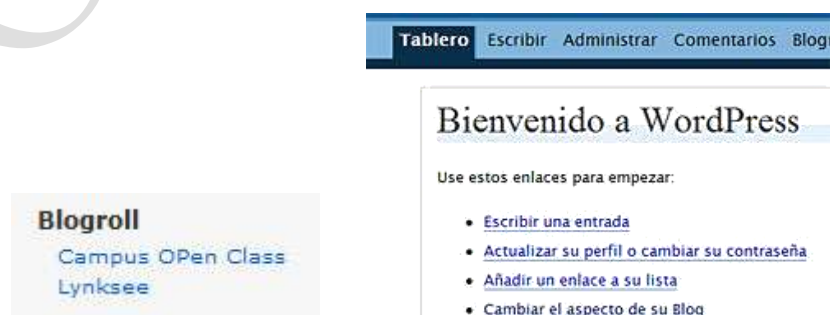 Tablero Escribir Administrar Comentarios
Bienvenido a WordPress
Use estos enlaces para empezar:
Escribir una entrada
Actualizar su perfil o cambiar su contraseña
Añadir un enlace a su lista
Cambiar el aspecto de su Blog
Blogroll
Campus OPen Class
Lynksee